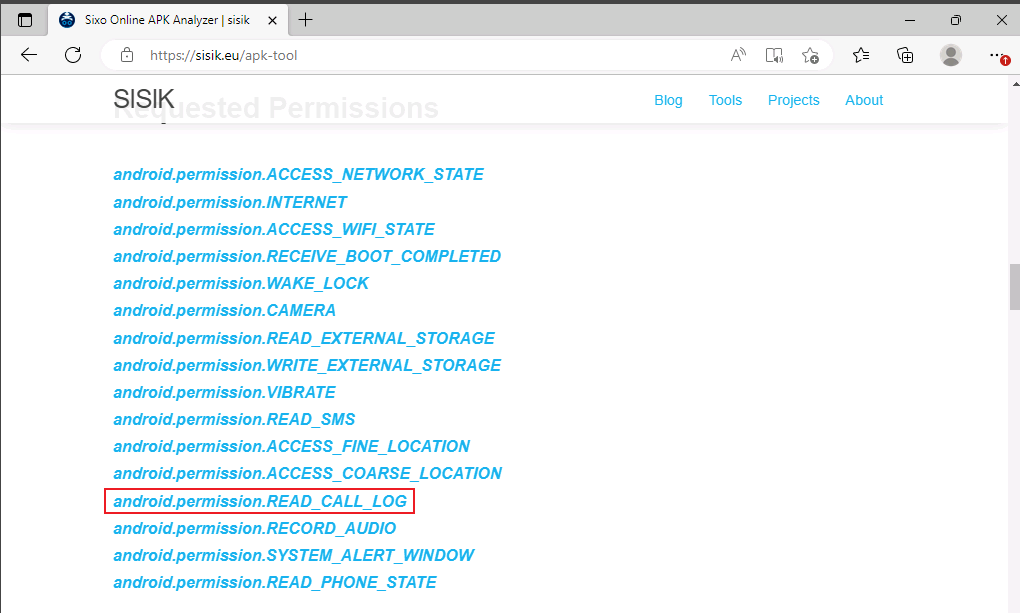 Sixo Online APK Analyzer | sisik
https://sisik.eu/apk-tool
SISIK
Blog Tools Projects About
Requested Permissions
android.permission.ACCESS_NETWORK_STATE
android.permission.INTERNET
android.permission.ACCESS_WIFI_STATE
android.permission.RECEIVE_BOOT_COMPLETED
android.permission.WAKE_LOCK
android.permission.CAMERA
android.permission.READ_EXTERNAL_STORAGE
android.permission.WRITE_EXTERNAL_STORAGE
android.permission.VIBRATE
android.permission.READ_SMS
android.permission.ACCESS_FINE_LOCATION
android.permission.ACCESS_COARSE_LOCATION
android.permission.READ_CALL_LOG
android.permission.RECORD_AUDIO
android.permission.SYSTEM_ALERT_WINDOW
android.permission.READ_PHONE_STATE